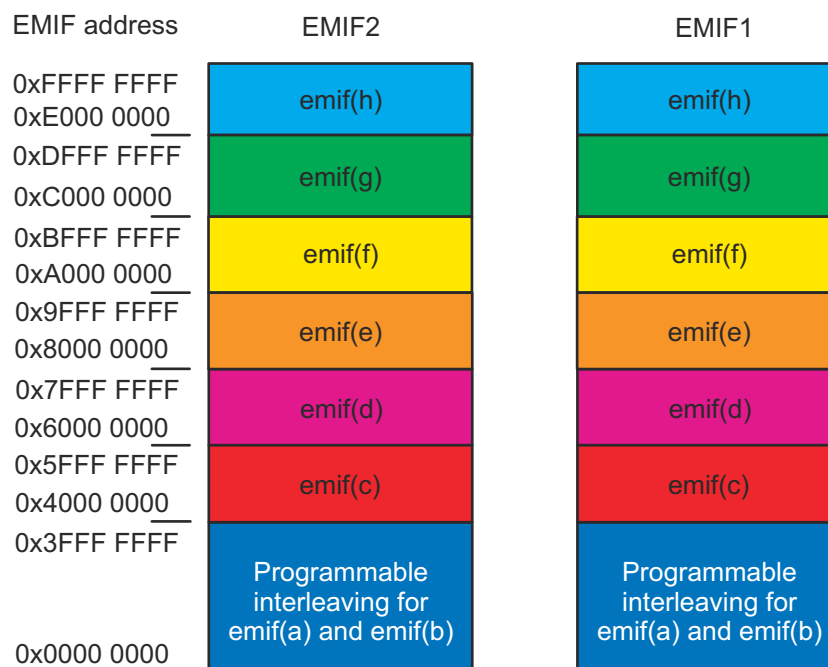 EMIF address EMIF2 EMIF1
0xFFFF FFFF
emif(h) emif(h)
0xE000 0000
0xDFFF FFFF
emif(g) emif(g)
0xC000 0000
0xBFFF FFFF
emif(f) emif(f)
0xA000 0000
0x9FFF FFFF
emif(e) emif(e)
0x8000 0000
0x7FFF FFFF
emif(d) emif(d)
0x6000 0000
0x5FFF FFFF
emif(c) emif(c)
0x4000 0000
0x3FFF FFFF
Programmable Programmable
interleaving for interleaving for
emif(a) and emif(b) emif(a) and emif(b)
0x0000 0000